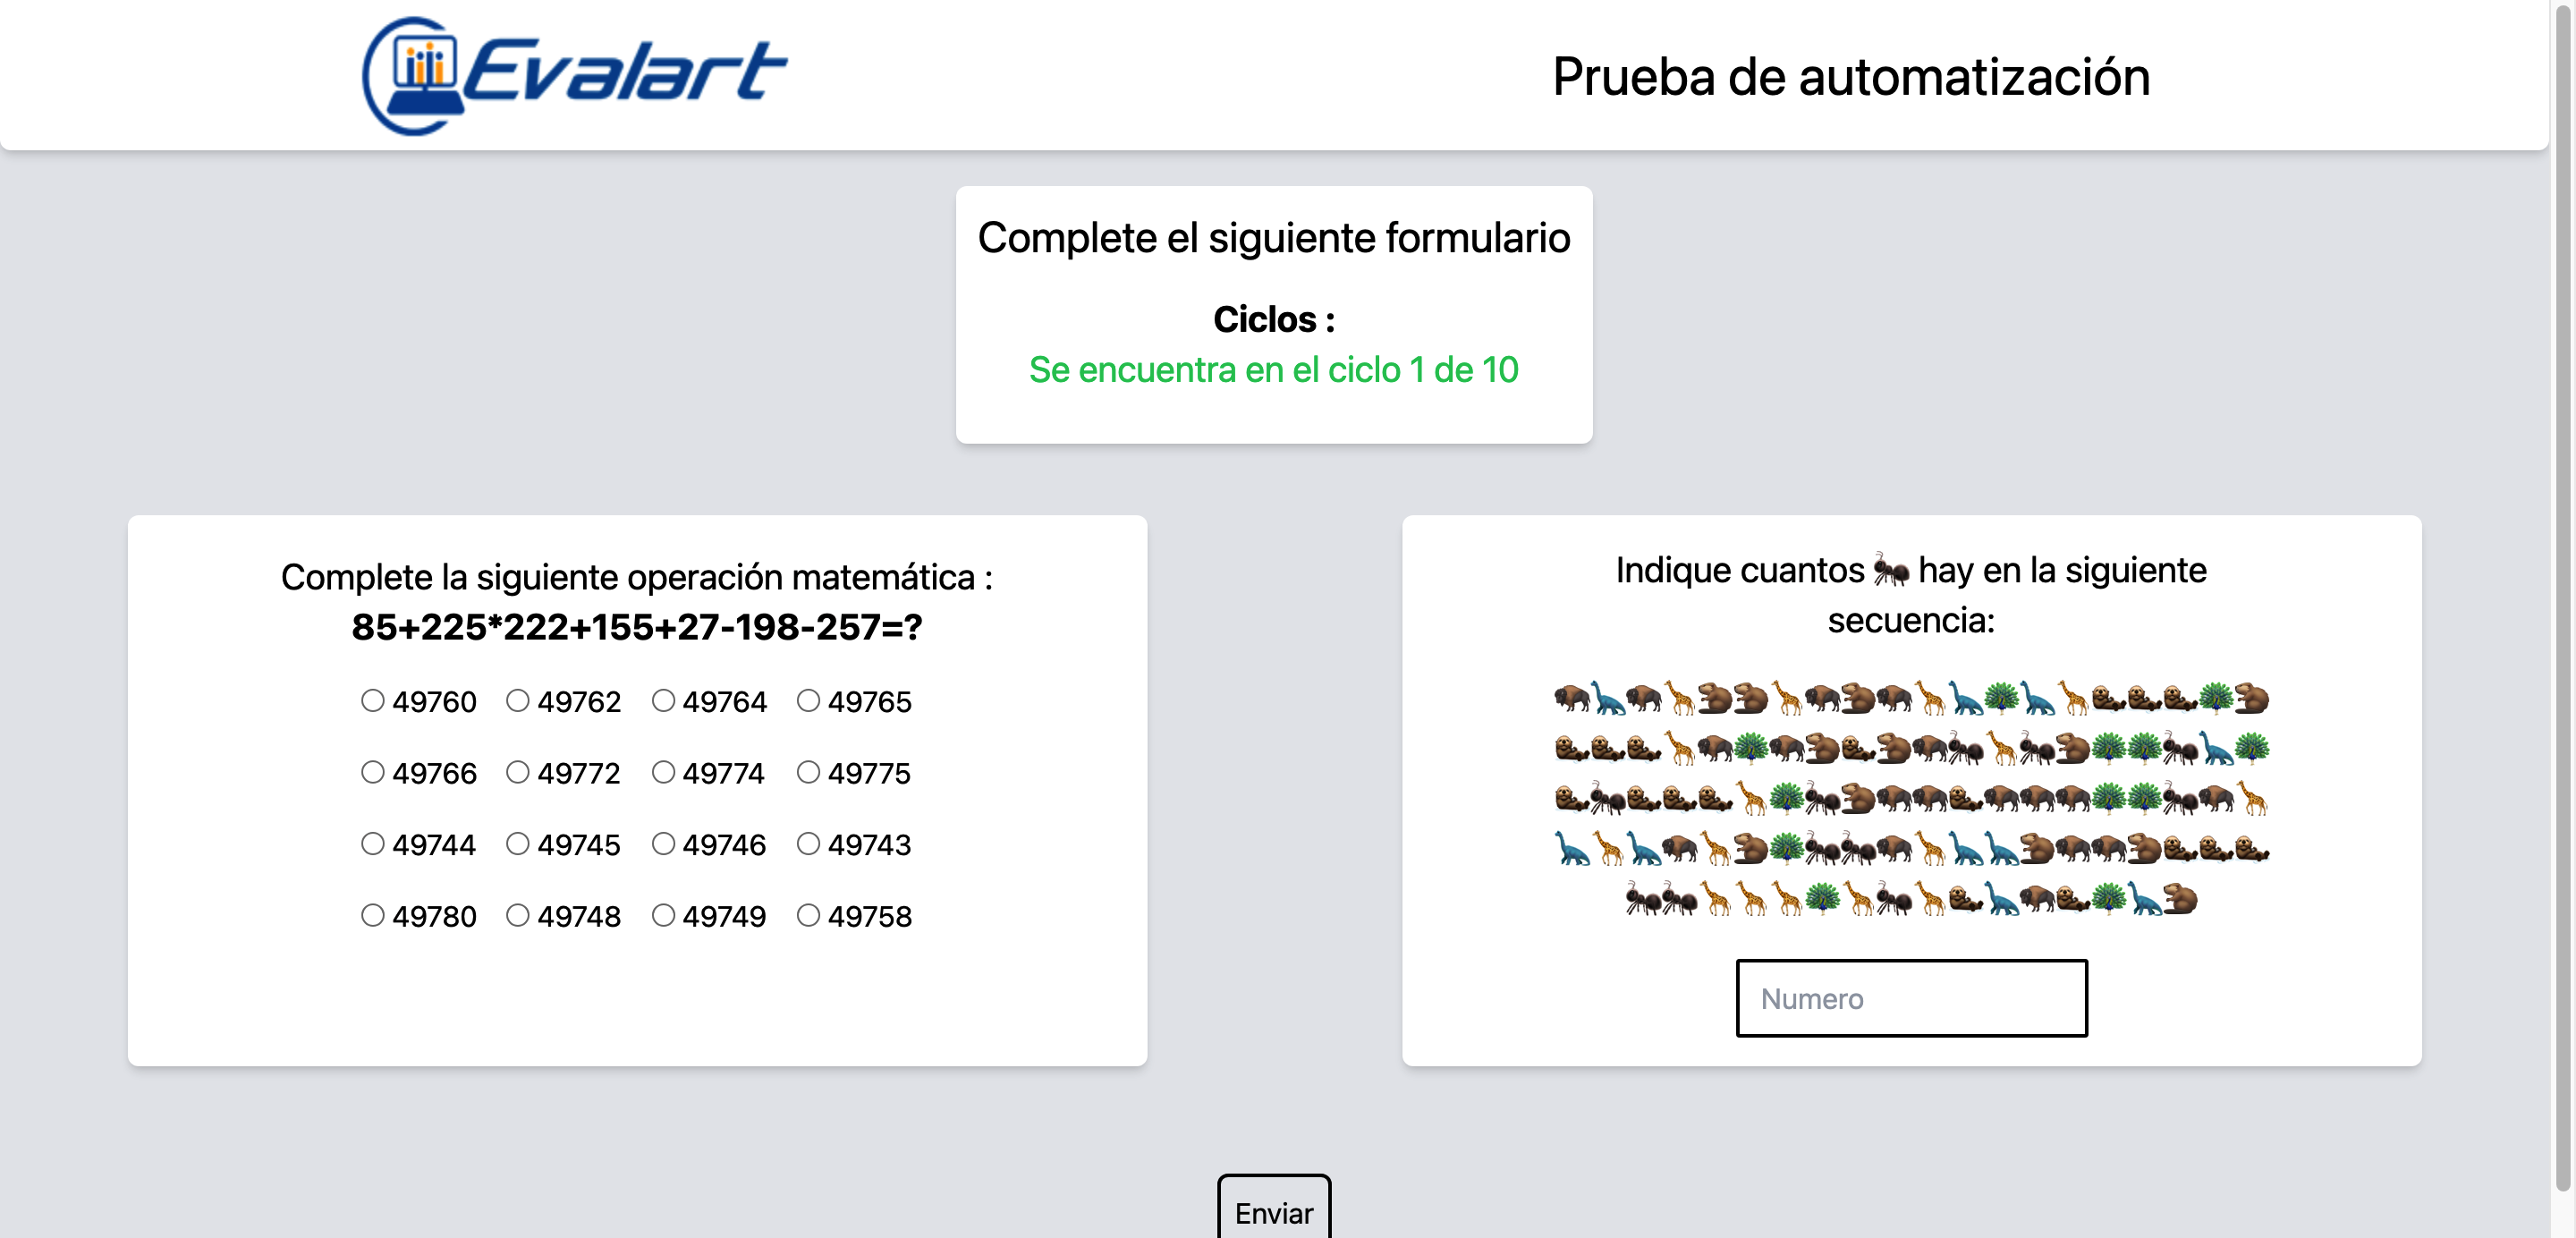 Evalart
Prueba de automatización
Complete el siguiente formulario
Ciclos :
Se encuentra en el ciclo 1 de 10
Complete la siguiente operación matemática :
85+225*222+155+27-198-257=?
49760 49762 49764 49765
49766 49772 49774 49775
49744 49745 49746 49743
49780 49748 49749 49758
Indique cuantos 🐜 hay en la siguiente
secuencia:
🦬🦕🦬🦒🦫🦫🦒🦬🦫🦬🦒🦕🦚🦕🦒🦦🦦🦦🦚🦫
🦦🦦🦦🦒🦬🦚🦬🦫🦦🦫🦬🐜🦒🐜🦫🦚🦚🐜🦕🦚
🦦🐜🦦🦦🦦🦒🦚🐜🦫🦬🦬🦦🦬🦬🦬🦚🦚🐜🦬🦒
🦕🦒🦕🦬🦒🦫🦚🐜🐜🦬🦒🦕🦕🦫🦬🦬🦫🦦🦦🦦
🐜🐜🦒🦒🦒🦚🦒🐜🦒🦦🦕🦬🦦🦚🦕🦫
Numero
Enviar